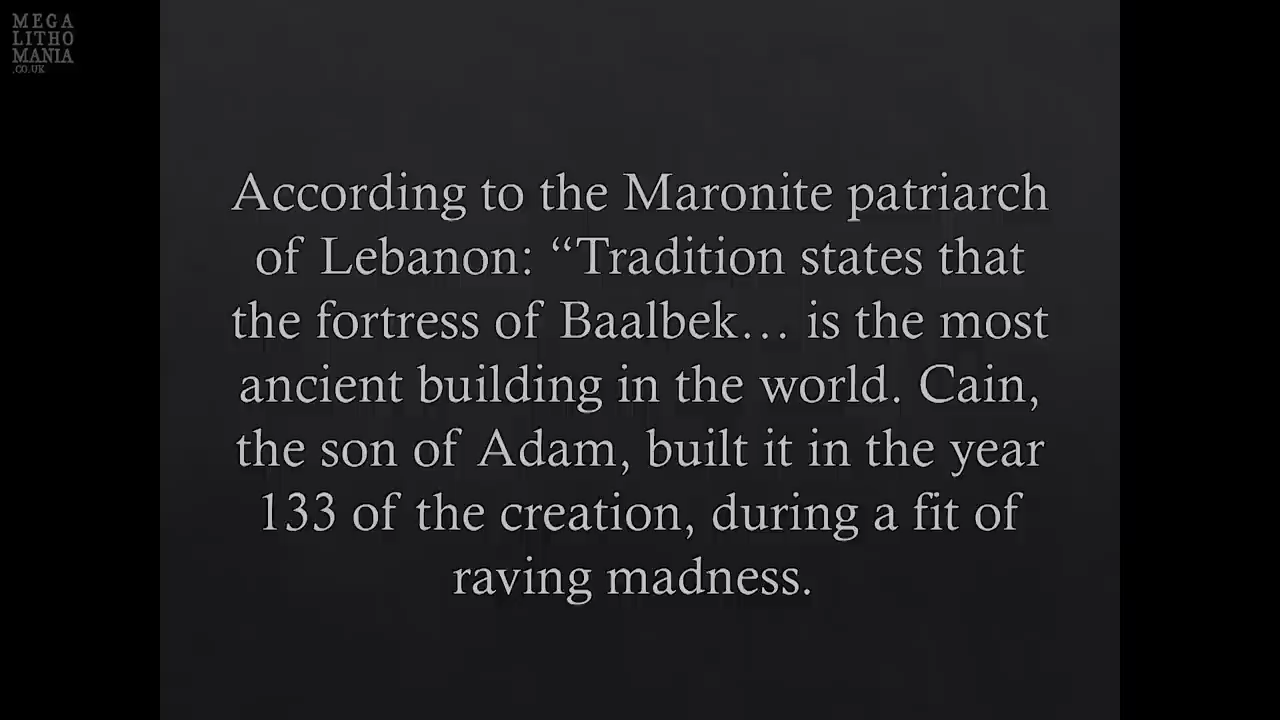 MEGA
LITHO
MANIA
.CO.UK
According to the Maronite patriarch
of Lebanon: “Tradition states that
the fortress of Baalbek… is the most
ancient building in the world. Cain,
the son of Adam, built it in the year
133 of the creation, during a fit of
raving madness.